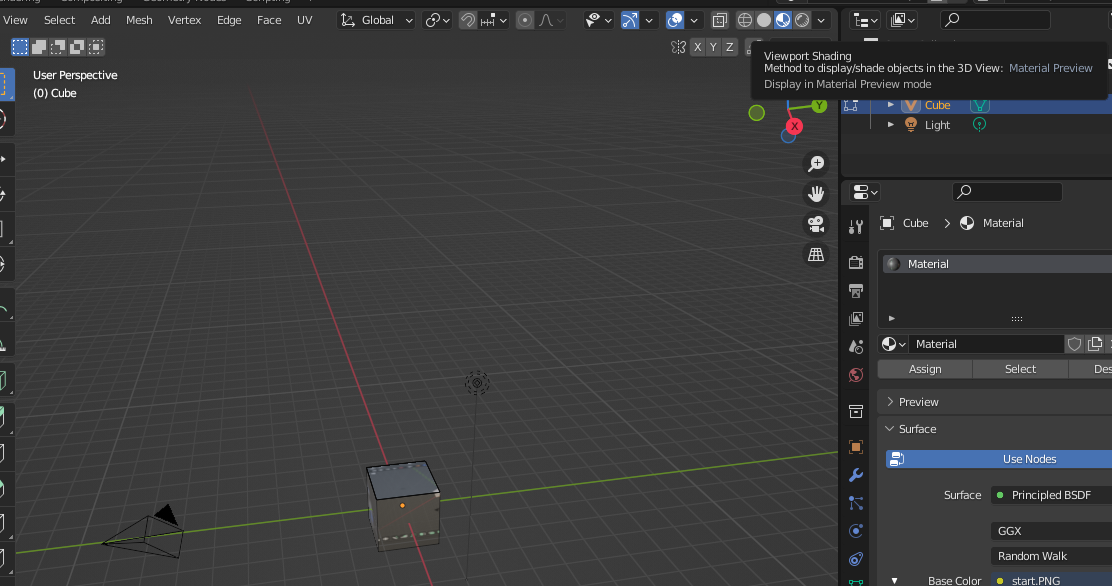 View Select Add Mesh Vertex Edge Face UV Global
X Y Z
Viewport Shading
Method to display/shade objects in the 3D View: Material Preview
Display in Material Preview mode
User Perspective
(0) Cube
Y
X
Cube
Light
Cube Material
Material
Material
Assign Select
Preview
Surface
Use Nodes
Surface Principled BSDF
GGX
Random Walk
Base Color start.PNG